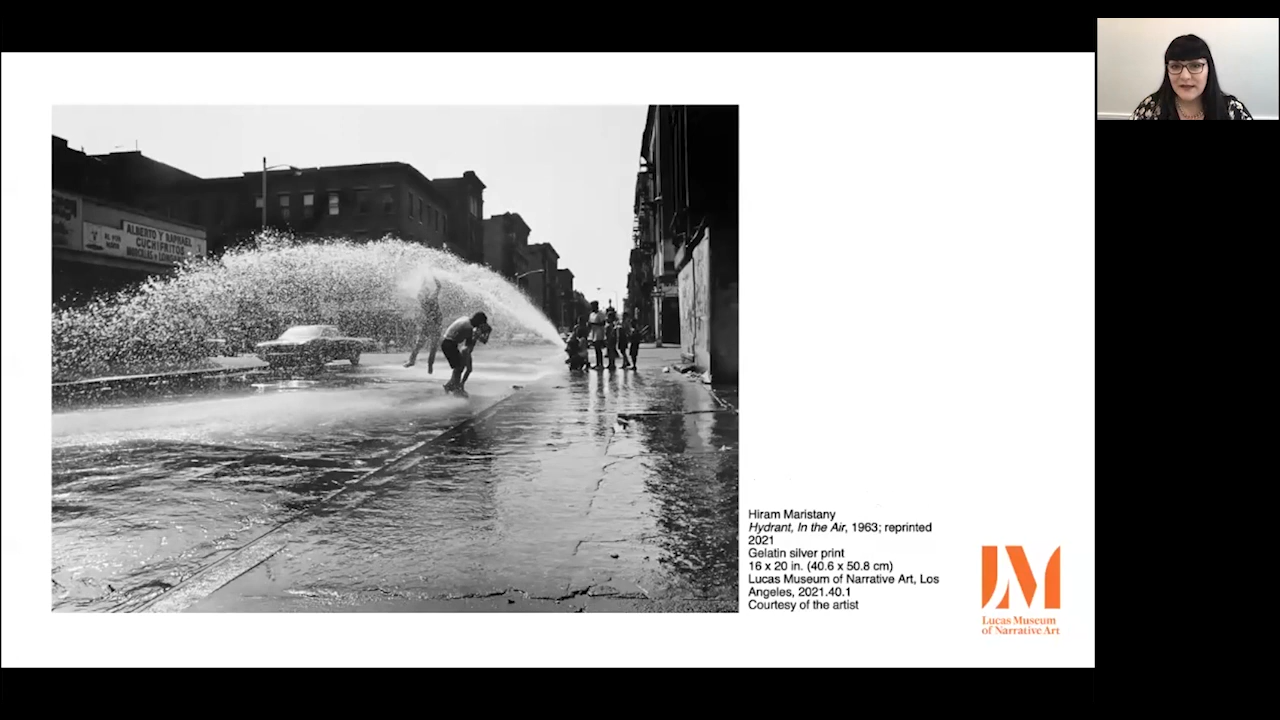 ALBERTO Y RAPHAEL
CUCHIFRITOS
Hiram Maristany
Hydrant, In the Air, 1963; reprinted
2021
Gelatin silver print
16 x 20 in. (40.6 x 50.8 cm)
Lucas Museum of Narrative Art, Los
Angeles, 2021.40.1
Courtesy of the artist
Lucas Museum
of Narrative Art